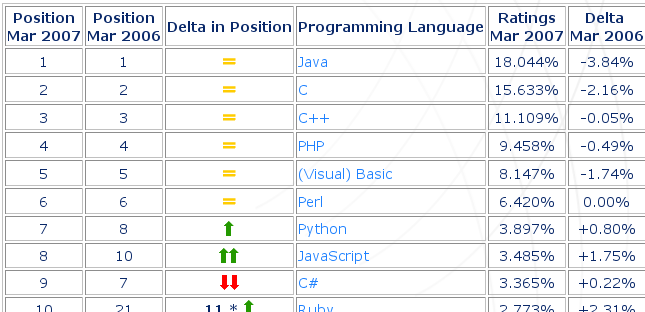 Position Mar 2007 Position Mar 2006 Delta in Position Programming Language Ratings Mar 2007 Delta Mar 2006
1 1 = Java 18.044% -3.84%
2 2 = C 15.633% -2.16%
3 3 = C++ 11.109% -0.05%
4 4 = PHP 9.458% -0.49%
5 5 = (Visual) Basic 8.147% -1.74%
6 6 = Perl 6.420% 0.00%
7 8 Python 3.897% +0.80%
8 10 JavaScript 3.485% +1.75%
9 7 C# 3.365% +0.22%
10 21 11 * Ruby 2.773% +2.31%